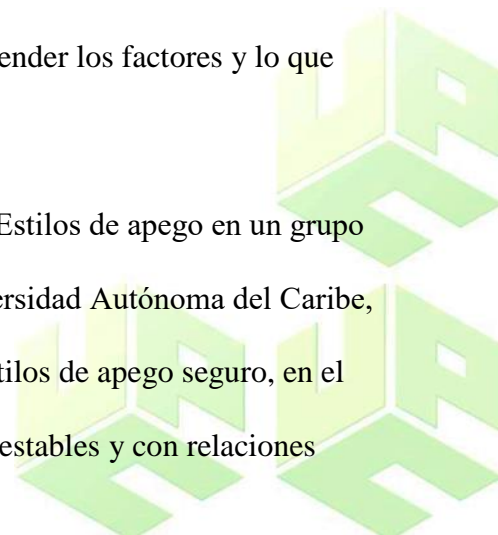 ender los factores y lo que
Estilos de apego en un grupo
ersidad Autónoma del Caribe,
tilos de apego seguro, en el
estables y con relaciones